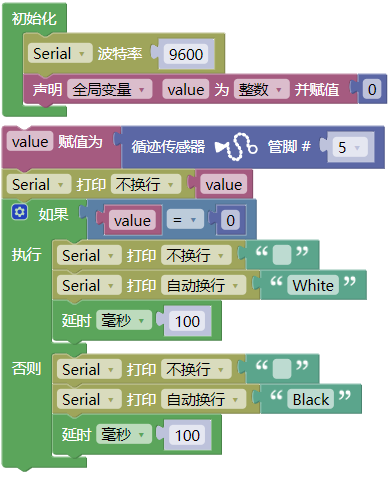 初始化
Serial 波特率 9600
声明 全局变量 value 为 整数 并赋值 0
value 赋值为 循迹传感器 管脚 # 5
Serial 打印 不换行 value
如果 value = 0
执行 Serial 打印 不换行 “ ”
Serial 打印 自动换行 “ White ”
延时 毫秒 100
否则 Serial 打印 不换行 “ ”
Serial 打印 自动换行 “ Black ”
延时 毫秒 100